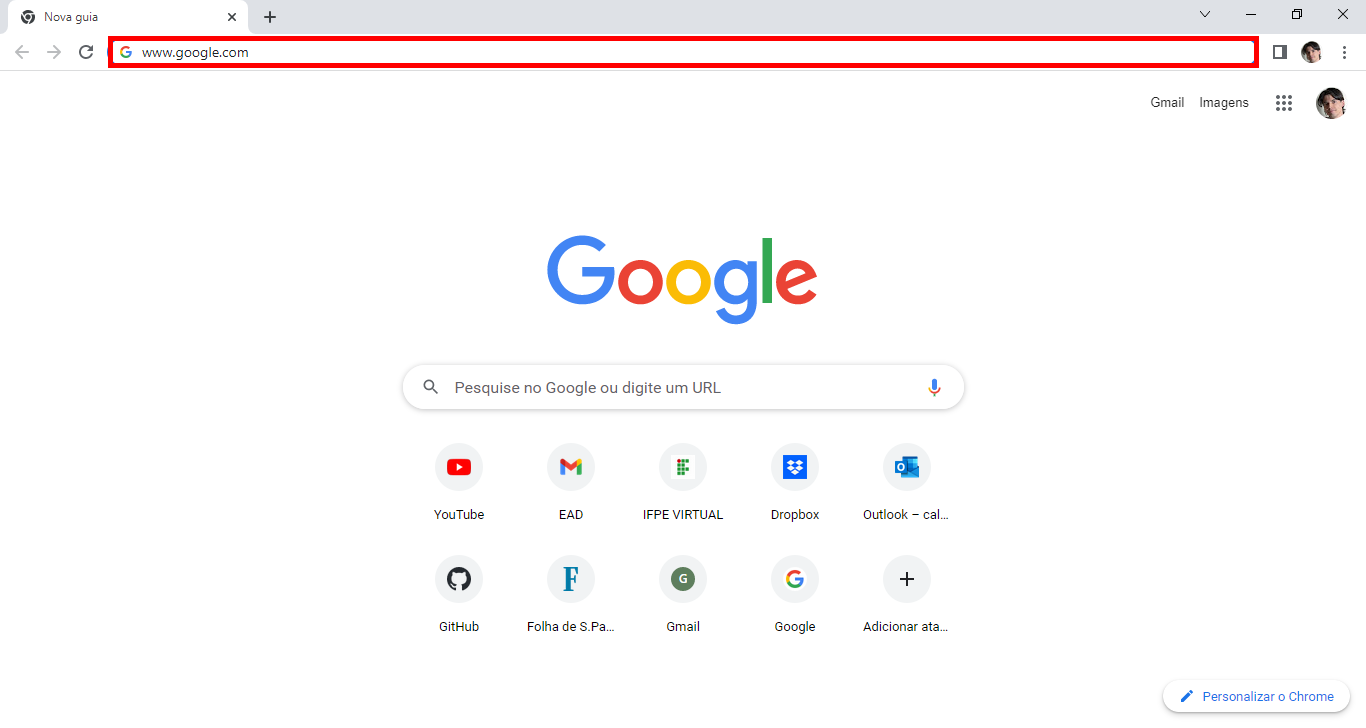 Nova guia
www.google.com
Gmail Imagens
Google
Pesquise no Google ou digite um URL
YouTube EAD IFPE VIRTUAL Dropbox Outlook – cal...
G
GitHub Folha de S.Pa... Gmail Google Adicionar ata...
Personalizar o Chrome